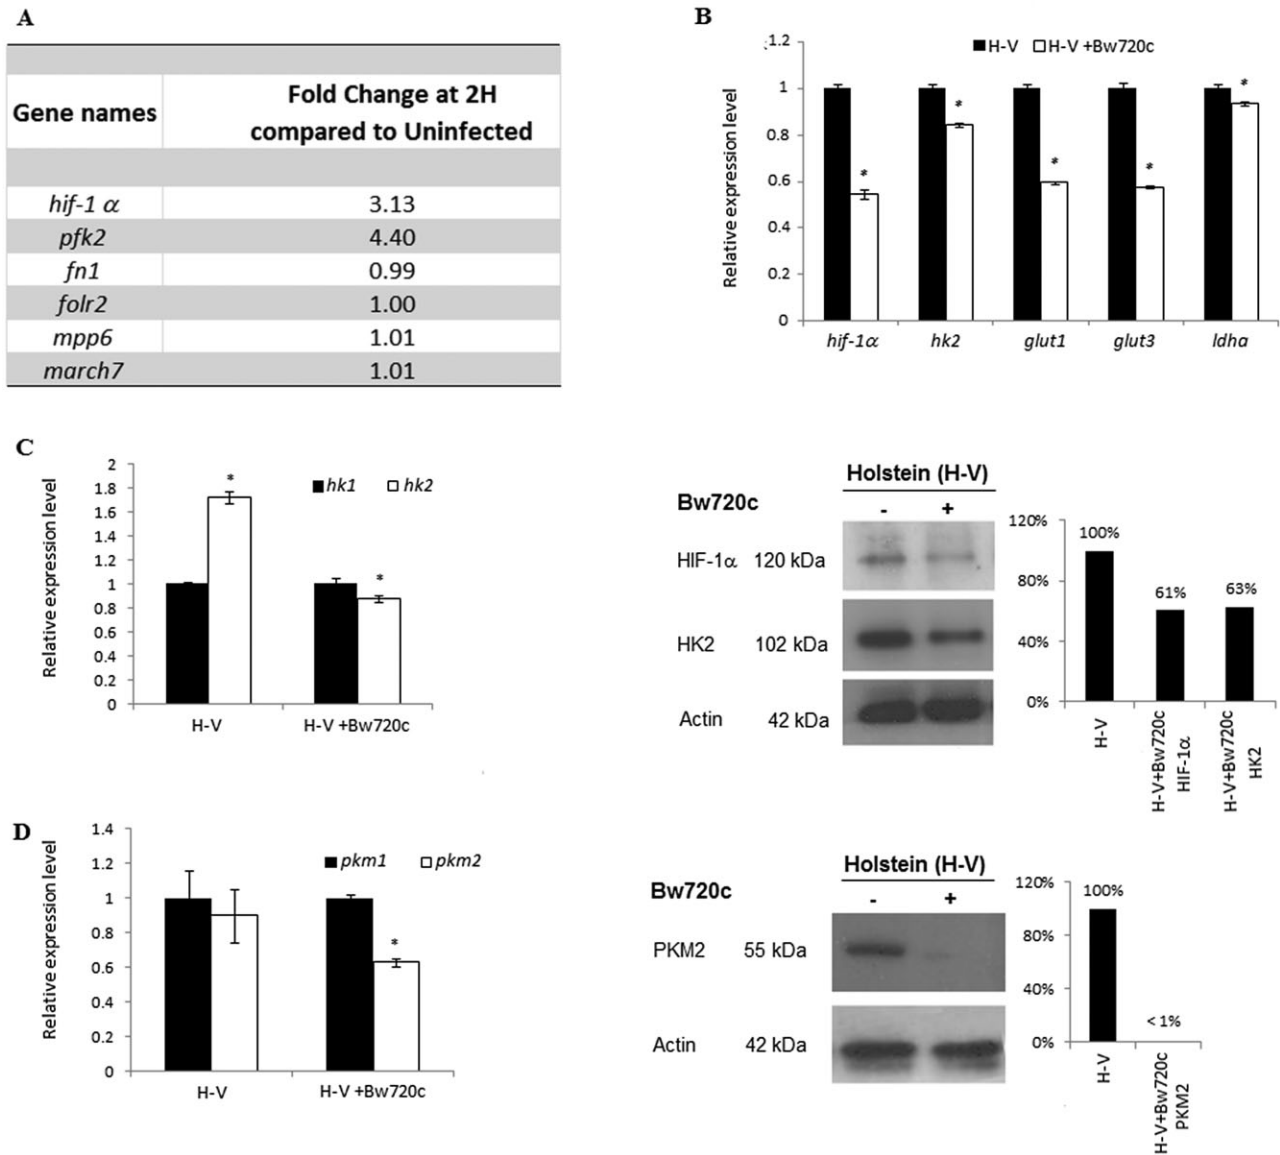 A
Gene names
Fold Change at 2H
compared to Uninfected
hif-1 α 3.13
pfk2 4.40
fn1 0.99
folr2 1.00
mpp6 1.01
march7 1.01
B
H-V H-V +Bw720c
Relative expression level
1.2
1
0.8
0.6
0.4
0.2
0
* * * * *
hif-1α hk2 glut1 glut3 ldha
C
Relative expression level
2
1.8
1.6
1.4
1.2
1
0.8
0.6
0.4
0.2
0
hk1 hk2
*
*
H-V H-V +Bw720c
Holstein (H-V)
Bw720c - +
HIF-1α 120 kDa
HK2 102 kDa
Actin 42 kDa
120%
80%
40%
0%
100%
61%
63%
H-V
H-V+Bw720c
HIF-1α
H-V+Bw720c
HK2
D
Relative expression level
1.4
1.2
1
0.8
0.6
0.4
0.2
0
pkm1 pkm2
*
H-V H-V +Bw720c
Holstein (H-V)
Bw720c - +
PKM2 55 kDa
Actin 42 kDa
120%
80%
40%
0%
100%
< 1%
H-V
H-V+Bw720c
PKM2